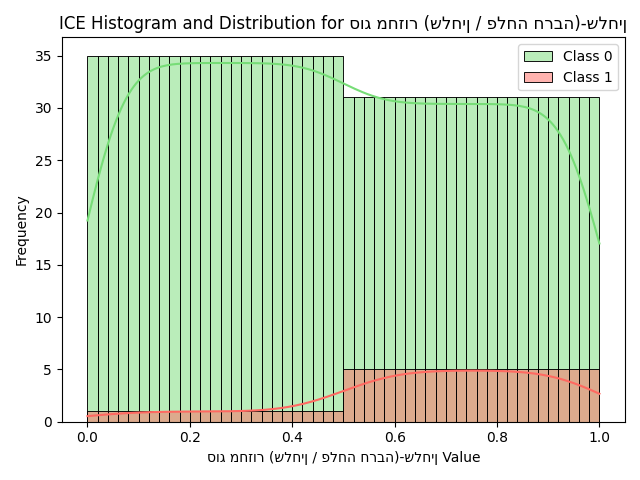 ICE Histogram and Distribution for סוג מחזור (שלחין / פלחה חרבה)-שלחין
Class 0
Class 1
Frequency
35
30
25
20
15
10
5
0
0.0 0.2 0.4 0.6 0.8 1.0
סוג מחזור (שלחין / פלחה חרבה)-שלחין Value